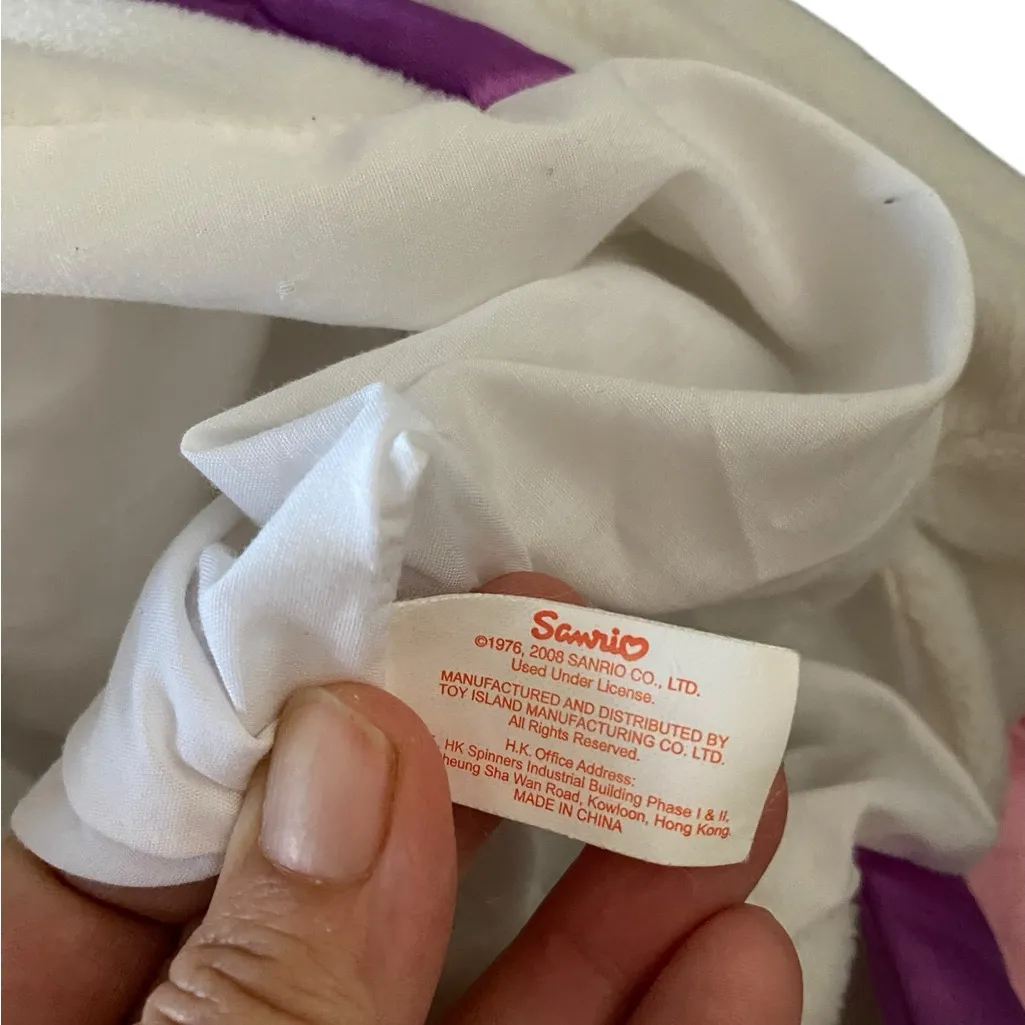 Sanrio
©1976, 2008 SANRIO CO., LTD.
Used Under License.
MANUFACTURED AND DISTRIBUTED BY
TOY ISLAND MANUFACTURING CO. LTD.
All Rights Reserved.
H.K. Office Address:
HK Spinners Industrial Building Phase I & II,
heung Sha Wan Road, Kowloon, Hong Kong.
MADE IN CHINA